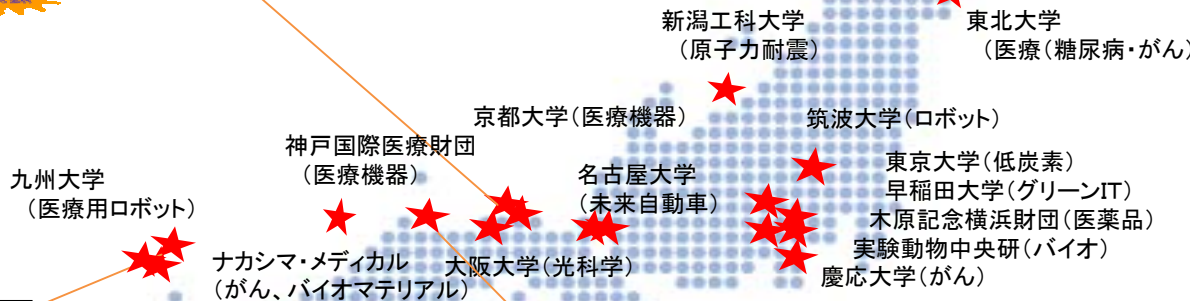 新潟工科大学
(原子力耐震)
東北大学
(医療(糖尿病・がん)
京都大学(医療機器)
筑波大学(ロボット)
神戸国際医療財団
(医療機器)
名古屋大学
(未来自動車)
東京大学(低炭素)
早稲田大学(グリーンIT)
木原記念横浜財団(医薬品)
実験動物中央研(バイオ)
慶応大学(がん)
九州大学
(医療用ロボット)
ナカシマ・メディカル
(がん、バイオマテリアル)
大阪大学(光科学)